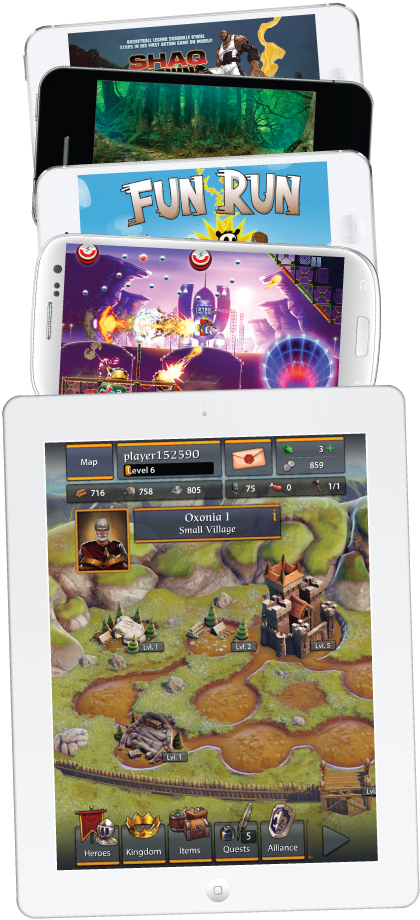 BASKETBALL LEGEND SHAQUILLE O'NEAL
STARS IN HIS FIRST ACTION GAME ON MOBILE!
SHAQ
FUN RUN
Map
player152590
Level 6
3 +
859
716
758
805
75
0
1/1
Oxonia I
Small Village
i
Lvl. 1
Lvl. 2
Lvl. 5
Lvl. 1
Heroes
Kingdom
Items
Quests
5
Alliance